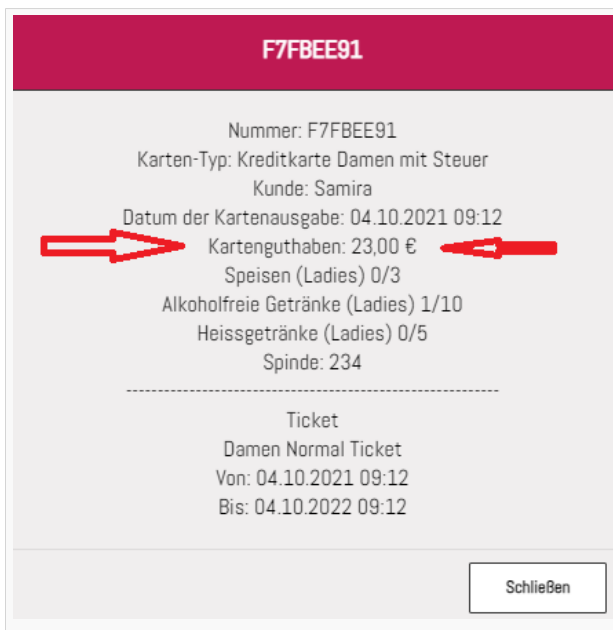 F7FBEE91
Nummer: F7FBEE91
Karten-Typ: Kreditkarte Damen mit Steuer
Kunde: Samira
Datum der Kartenausgabe: 04.10.2021 09:12
Kartenguthaben: 23,00 €
Speisen (Ladies) 0/3
Alkoholfreie Getränke (Ladies) 1/10
Heissgetränke (Ladies) 0/5
Spinde: 234
------------------------------------------------------------
Ticket
Damen Normal Ticket
Von: 04.10.2021 09:12
Bis: 04.10.2022 09:12
Schließen